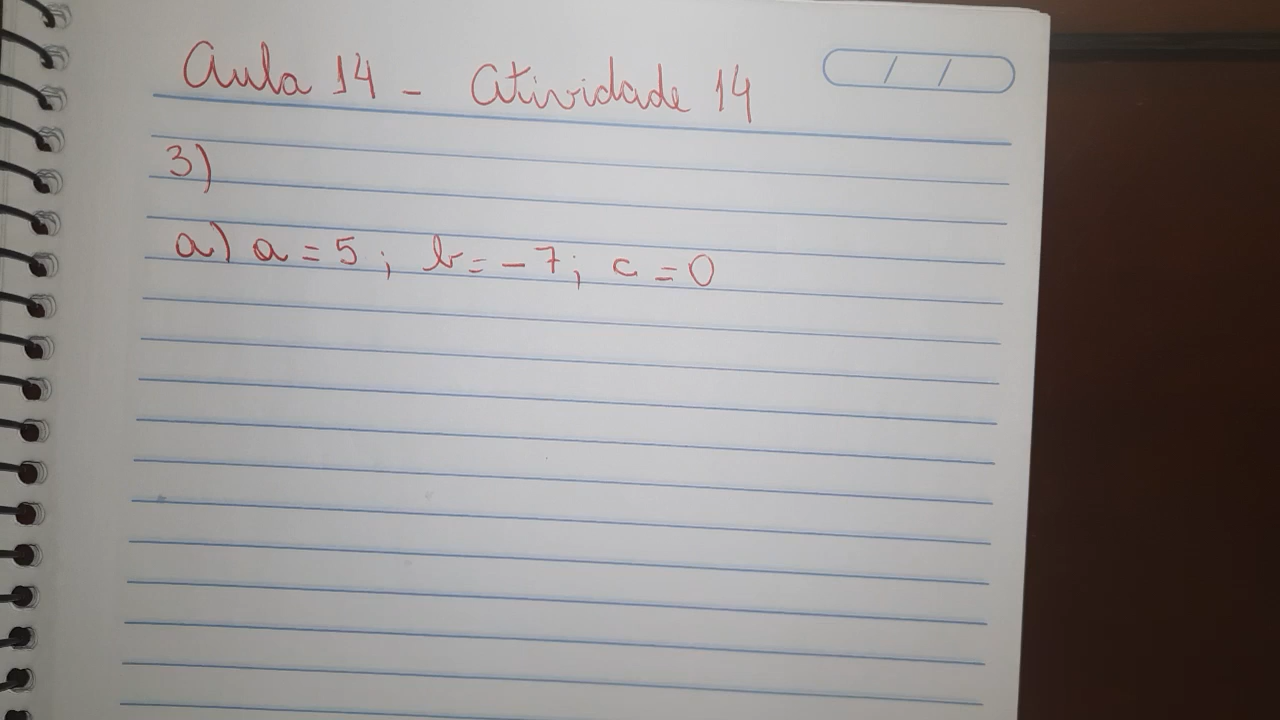 Aula 14 - Atividade 14
/ /
3)
a) a = 5 ; b = - 7 ; c = 0